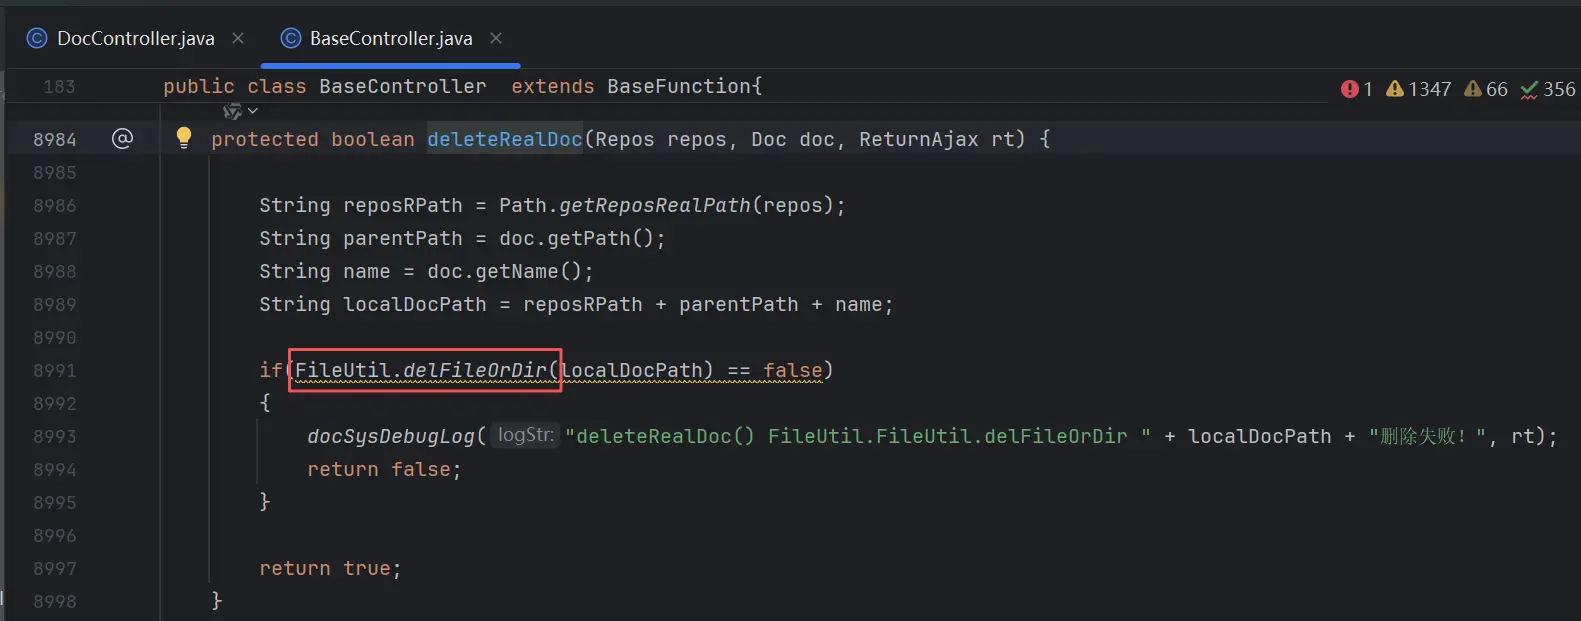 DocController.java
BaseController.java
183 public class BaseController extends BaseFunction{
1 1347 66 356
8984 @ protected boolean deleteRealDoc(Repos repos, Doc doc, ReturnAjax rt) {
8985
8986 String reposRPath = Path.getReposRealPath(repos);
8987 String parentPath = doc.getPath();
8988 String name = doc.getName();
8989 String localDocPath = reposRPath + parentPath + name;
8990
8991 if(FileUtil.delFileOrDir(localDocPath) == false)
8992 {
8993 docSysDebugLog( logStr: "deleteRealDoc() FileUtil.FileUtil.delFileOrDir " + localDocPath + "删除失败!", rt);
8994 return false;
8995 }
8996
8997 return true;
8998 }